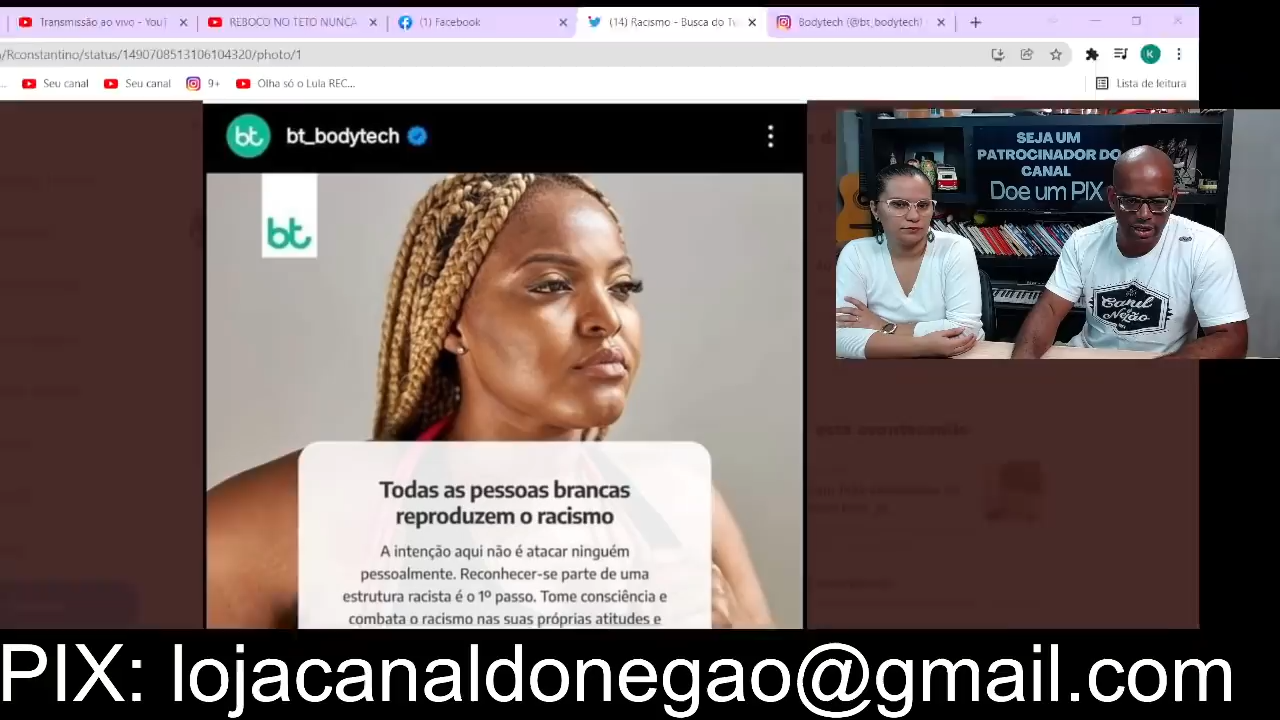 Transmissão ao vivo - YouT
REBOCO NO TETO NUNCA
(1) Facebook
(14) Racismo - Busca do Tw
Bodytech (@bt_bodytech)
/Rconstantino/status/1490708513106104320/photo/1
K
Seu canal
Seu canal
9+
Olha só o Lula REC...
Lista de leitura
bt bt_bodytech
bt
SEJA UM
PATROCINADOR DO
CANAL
Doe um PIX
Canal
do Negão
Todas as pessoas brancas
reproduzem o racismo
A intenção aqui não é atacar ninguém
pessoalmente. Reconhecer-se parte de uma
estrutura racista é o 1º passo. Tome consciência e
combata o racismo nas suas próprias atitudes e
PIX: lojacanaldonegao@gmail.com